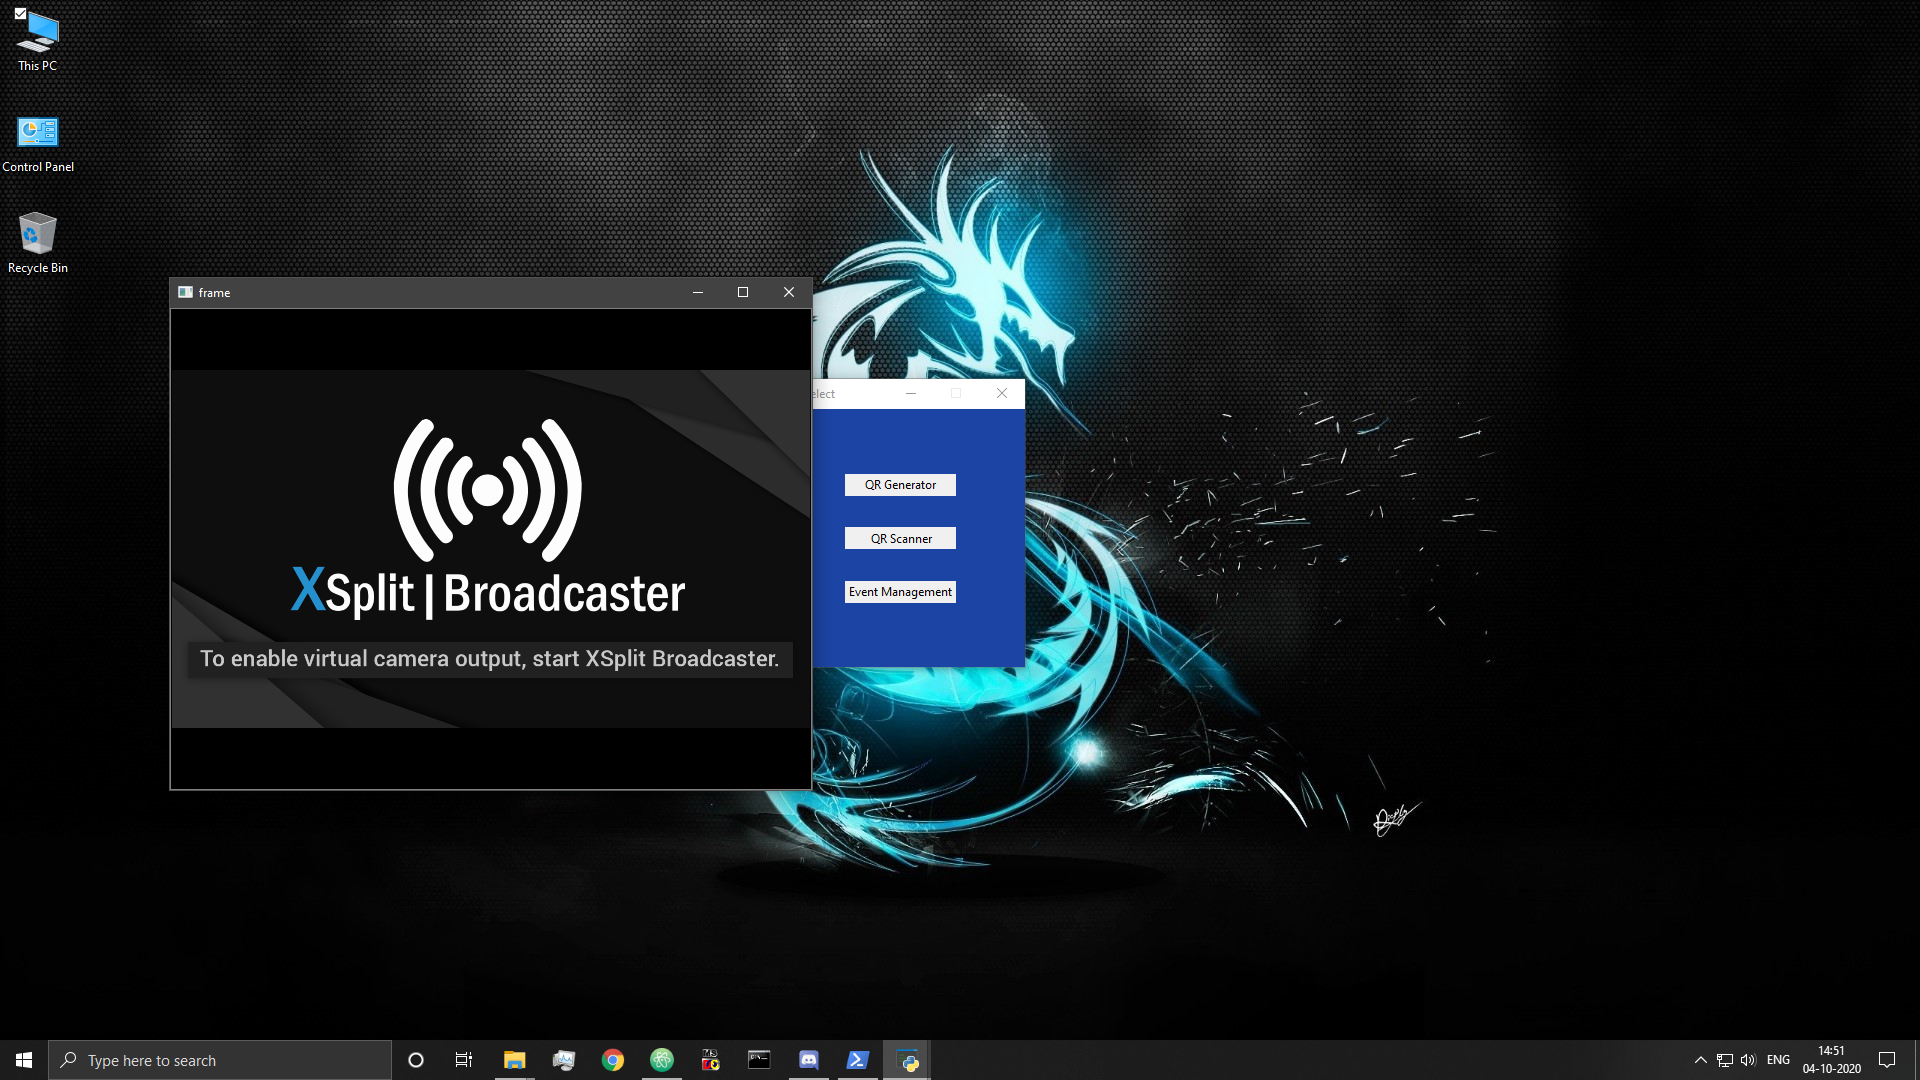 This PC
Control Panel
Recycle Bin
frame
XSplit|Broadcaster
To enable virtual camera output, start XSplit Broadcaster.
elect
QR Generator
QR Scanner
Event Management
Type here to search
ENG
14:51
04-10-2020